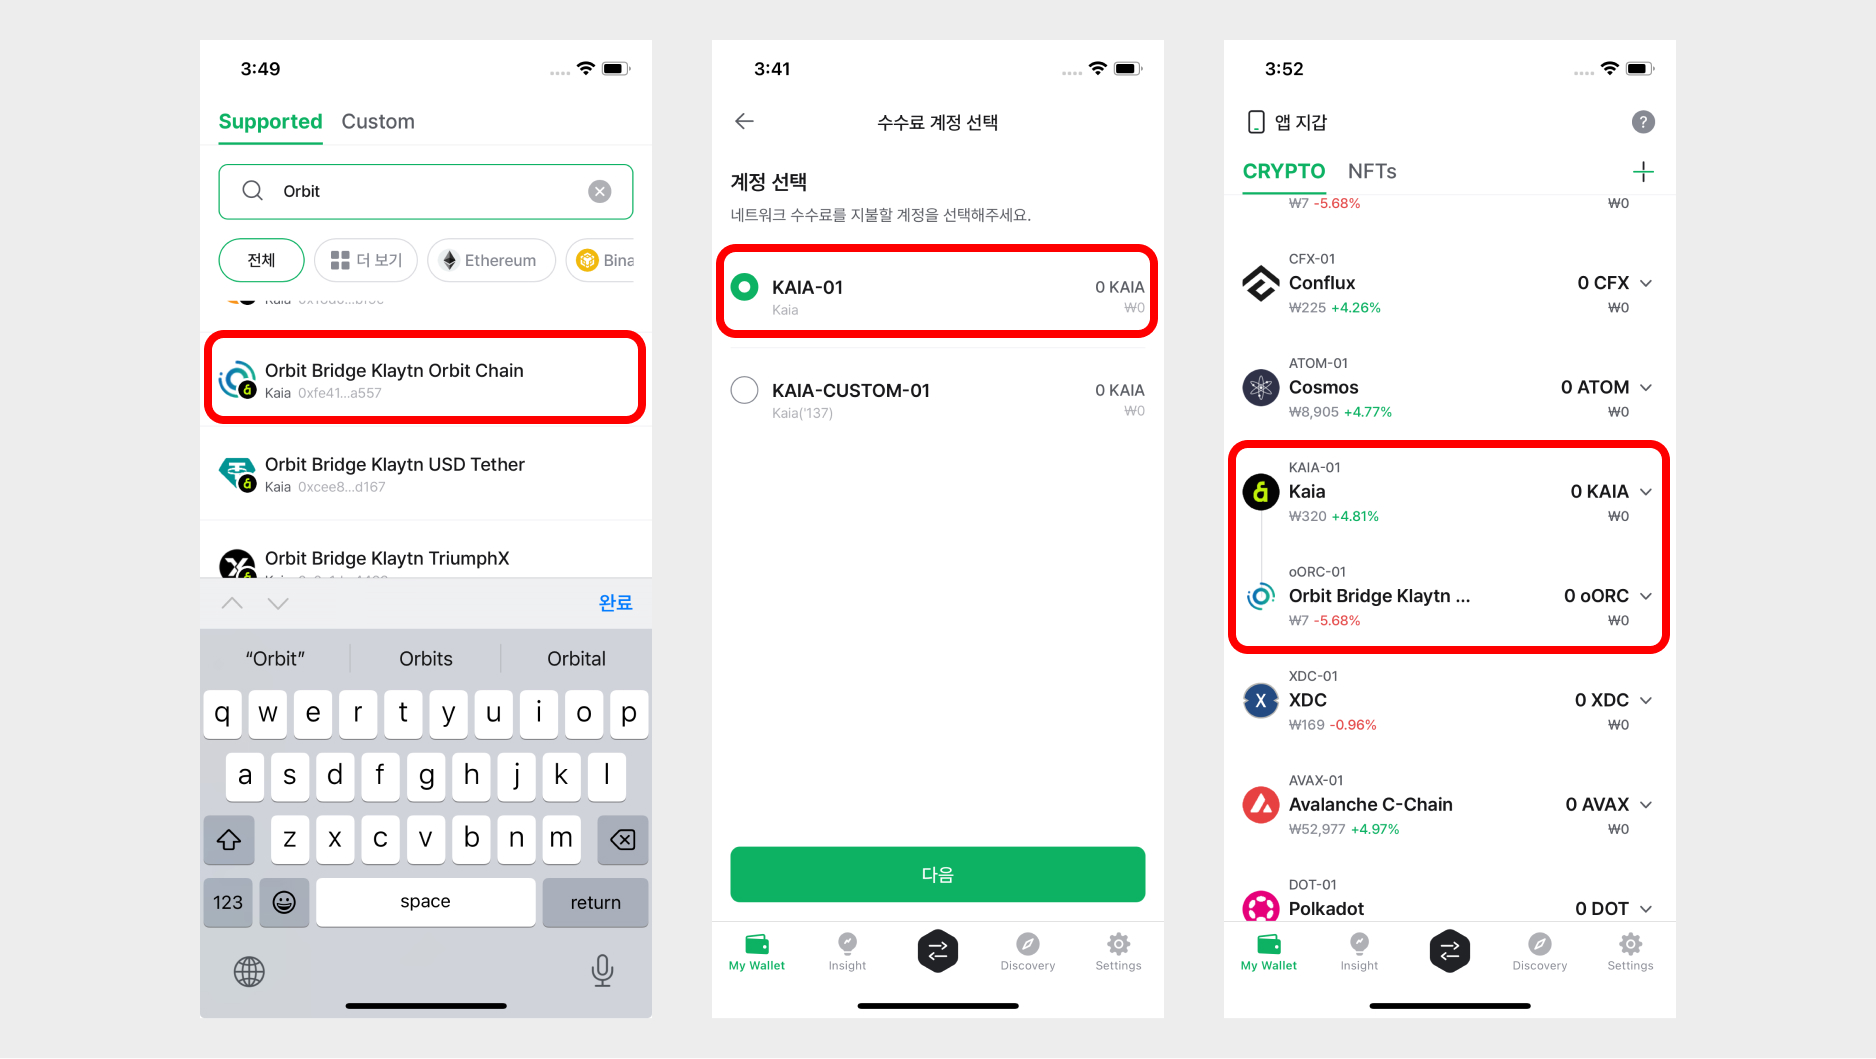 3:49
Supported Custom
Orbit
전체 더 보기 Ethereum Bina
Orbit Bridge Klaytn Orbit Chain
Kaia 0xfe41...a557
Orbit Bridge Klaytn USD Tether
Kaia 0xcee8...d167
Orbit Bridge Klaytn TriumphX
완료
“Orbit” Orbits Orbital
q w e r t y u i o p
a s d f g h j k l
z x c v b n m
123 space return
3:41
수수료 계정 선택
계정 선택
네트워크 수수료를 지불할 계정을 선택해주세요.
KAIA-01 0 KAIA
Kaia ₩0
KAIA-CUSTOM-01 0 KAIA
Kaia('137) ₩0
다음
My Wallet Insight Discovery Settings
3:52
앱 지갑 ?
CRYPTO NFTs
₩7 -5.68% ₩0
CFX-01
Conflux 0 CFX
₩225 +4.26% ₩0
ATOM-01
Cosmos 0 ATOM
₩8,905 +4.77% ₩0
KAIA-01
Kaia 0 KAIA
₩320 +4.81% ₩0
oORC-01
Orbit Bridge Klaytn ... 0 oORC
₩7 -5.68% ₩0
XDC-01
X XDC 0 XDC
₩169 -0.96% ₩0
AVAX-01
Avalanche C-Chain 0 AVAX
₩52,977 +4.97% ₩0
DOT-01
Polkadot 0 DOT
My Wallet Insight Discovery Settings